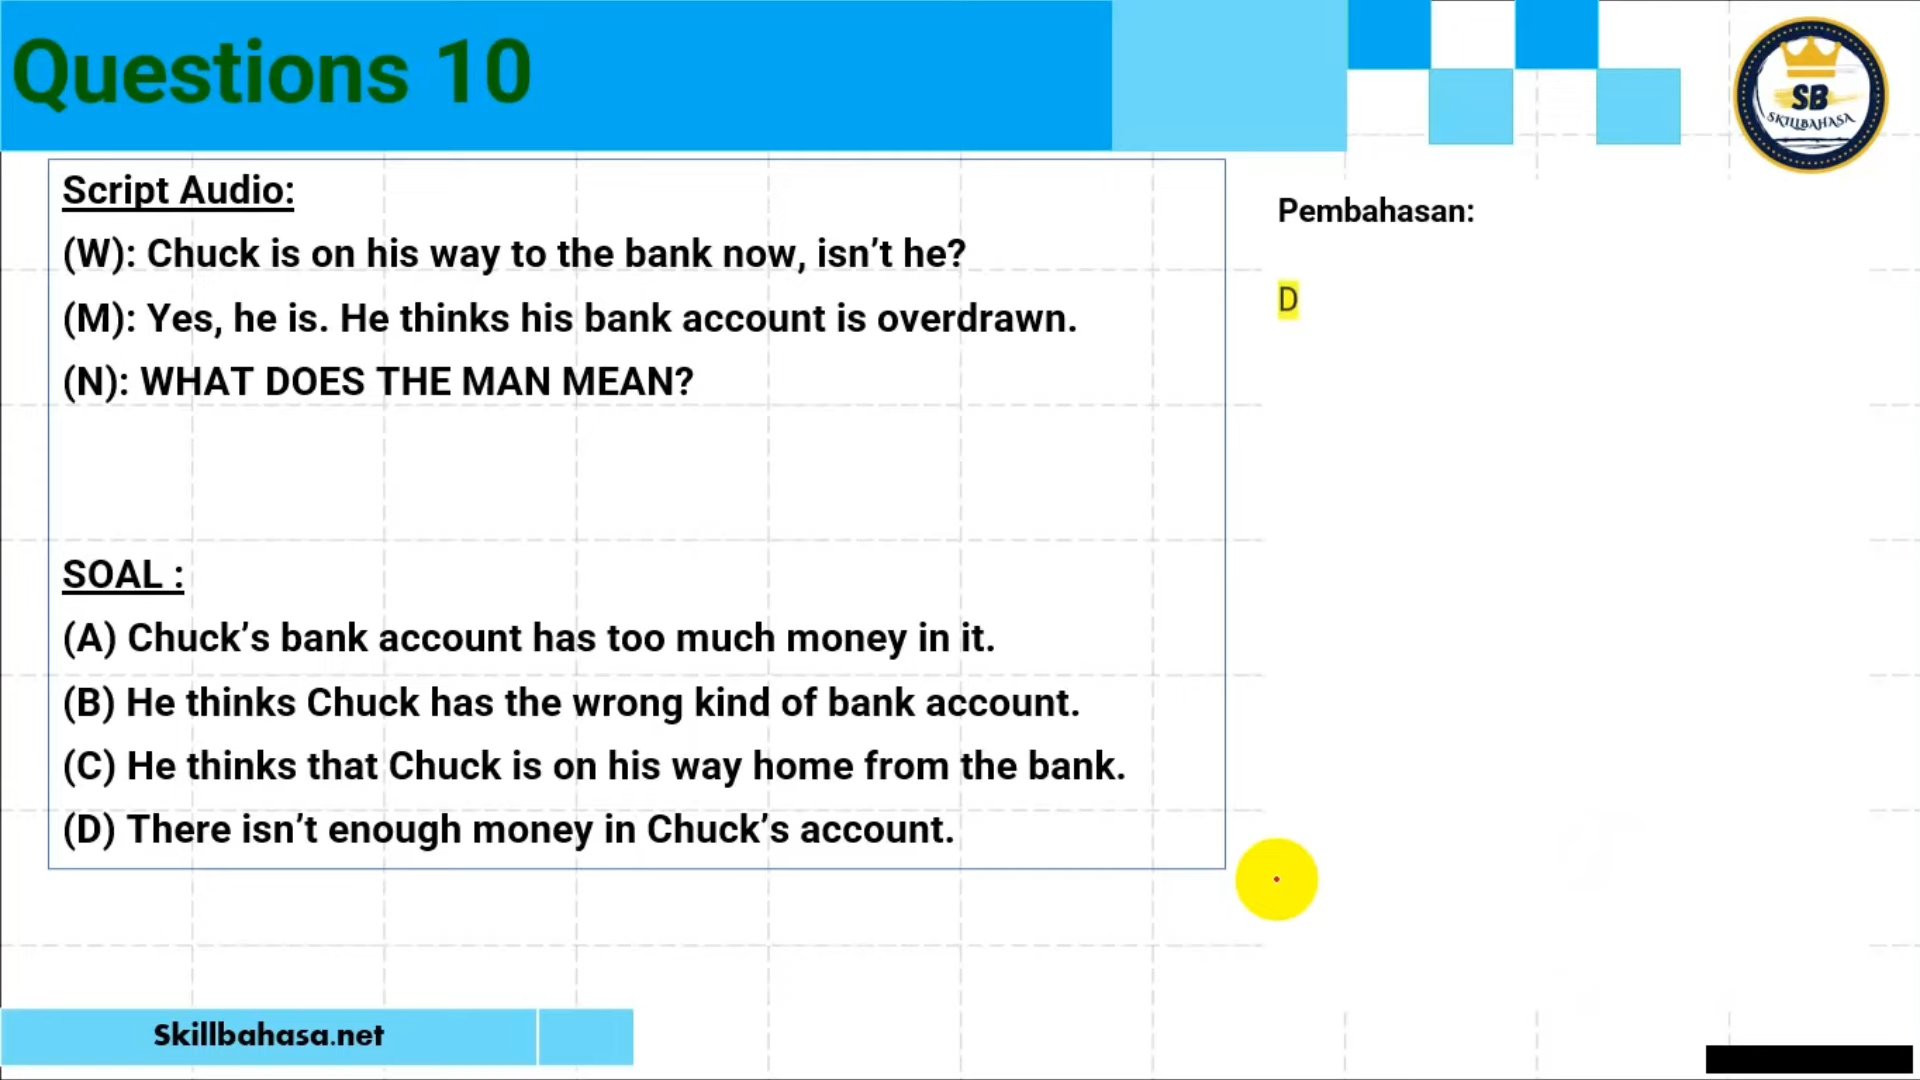 Questions 10
SB
SKILLBAHASA
Script Audio:
(W): Chuck is on his way to the bank now, isn’t he?
(M): Yes, he is. He thinks his bank account is overdrawn.
(N): WHAT DOES THE MAN MEAN?
SOAL :
(A) Chuck’s bank account has too much money in it.
(B) He thinks Chuck has the wrong kind of bank account.
(C) He thinks that Chuck is on his way home from the bank.
(D) There isn’t enough money in Chuck’s account.
Pembahasan:
D
Skillbahasa.net